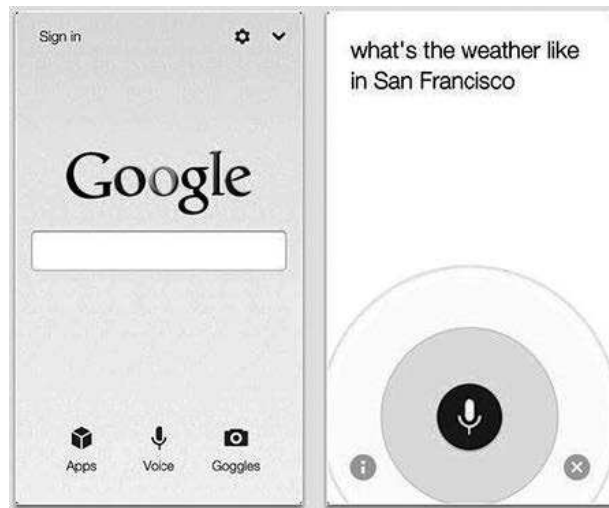 Sign in
Google
Apps Voice Goggles
what's the weather like
in San Francisco